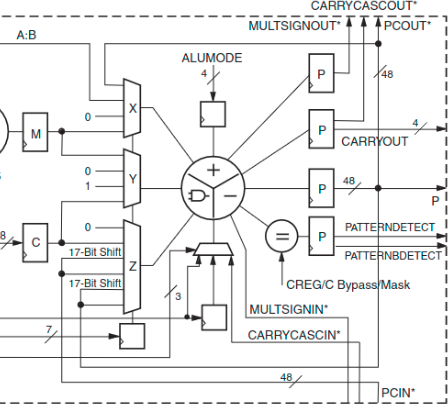 CARRYCASCOUT*
MULTSIGNOUT*
PCOUT*
A:B
ALUMODE
4
48
P
X
0
M
P
4
CARRYOUT
0
Y
1
P
48
P
8
C
0
17-Bit Shift
Z
17-Bit Shift
=
P
PATTERNDETECT
PATTERNBDETECT
CREG/C Bypass/Mask
3
MULTSIGNIN*
7
CARRYCASCIN*
48
PCIN*